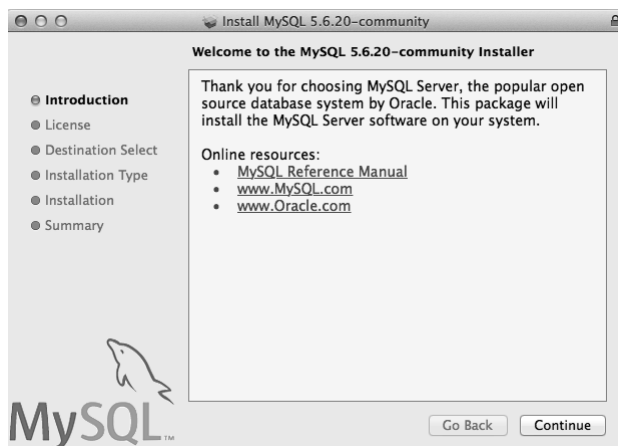 Install MySQL 5.6.20-community
Welcome to the MySQL 5.6.20-community Installer
Introduction
License
Destination Select
Installation Type
Installation
Summary
Thank you for choosing MySQL Server, the popular open
source database system by Oracle. This package will
install the MySQL Server software on your system.
Online resources:
• MySQL Reference Manual
• www.MySQL.com
• www.Oracle.com
MySQL™
Go Back
Continue